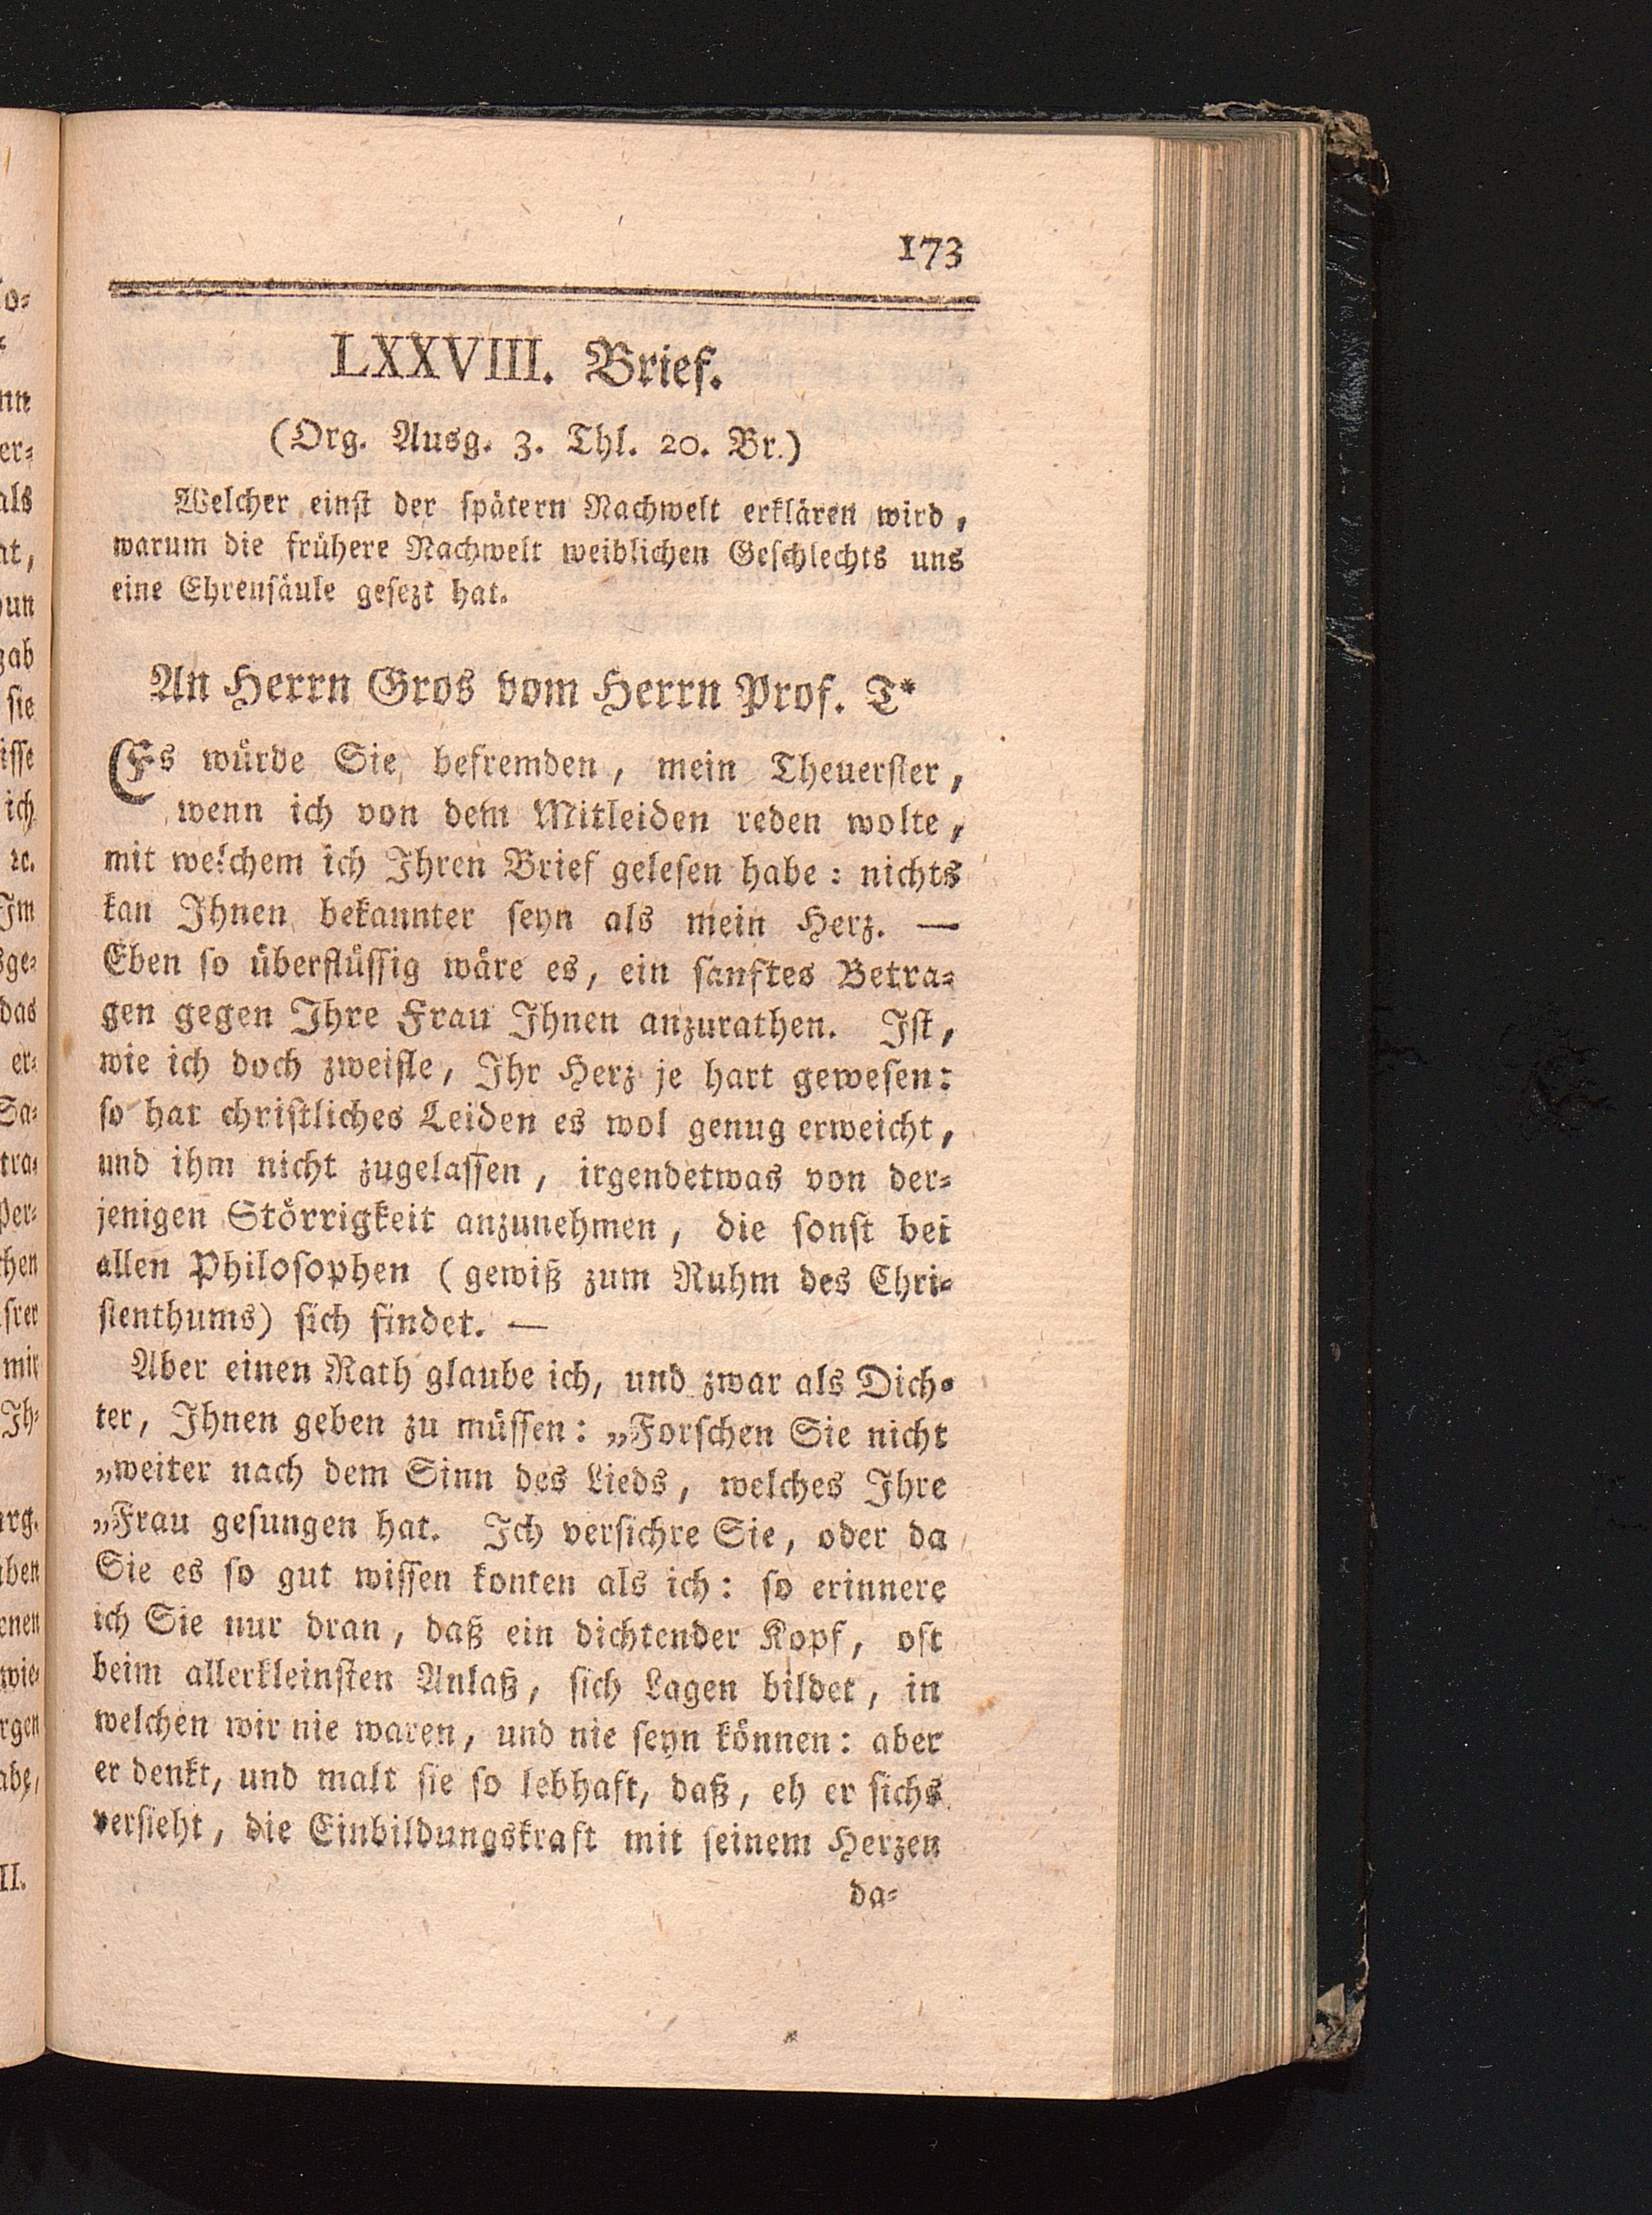 173
LXXVIII. Brief.
(Org. Ausg. 3. Thl. 20. Br.)
Welcher einst der spätern Nachwelt erklären wird,
warum die frühere Nachwelt weiblichen Geschlechts uns
eine Ehrensäule gesezt hat.
An Herrn Gros vom Herrn Prof. T*
Es würde Sie befremden, mein Theuerster,
wenn ich von dem Mitleiden reden wolte,
mit welchem ich Ihren Brief gelesen habe: nichts
kan Ihnen bekannter seyn als mein Herz. —
Eben so überflüssig wäre es, ein sanftes Betra-
gen gegen Ihre Frau Ihnen anzurathen. Ist,
wie ich doch zweifle, Ihr Herz je hart gewesen:
so hat christliches Leiden es wol genug erweicht,
und ihm nicht zugelassen, irgendetwas von der-
jenigen Störrigkeit anzunehmen, die sonst bei
allen Philosophen (gewiß zum Ruhm des Chri-
stenthums) sich findet. —
Aber einen Rath glaube ich, und zwar als Dich-
ter, Ihnen geben zu müssen: „Forschen Sie nicht
„weiter nach dem Sinn des Lieds, welches Ihre
„Frau gesungen hat. Ich versichre Sie, oder da
Sie es so gut wissen konten als ich: so erinnere
ich Sie nur dran, daß ein dichtender Kopf, oft
beim allerkleinsten Anlaß, sich Lagen bildet, in
welchen wir nie waren, und nie seyn können: aber
er denkt, und malt sie so lebhaft, daß, eh er sichs
versieht, die Einbildungskraft mit seinem Herzen
da-